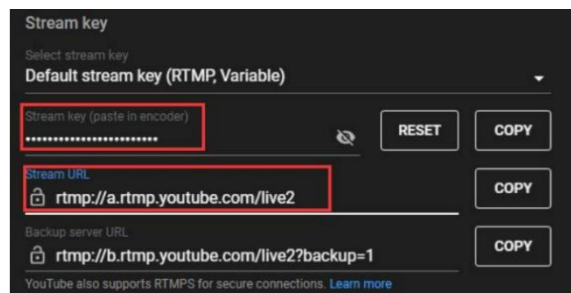 Stream key
Select stream key
Default stream key (RTMP, Variable)
Stream key (paste in encoder)
••••••••••••••••••••••••
RESET
COPY
Stream URL
rtmp://a.rtmp.youtube.com/live2
COPY
Backup server URL
rtmp://b.rtmp.youtube.com/live2?backup=1
COPY
YouTube also supports RTMPS for secure connections. Learn more